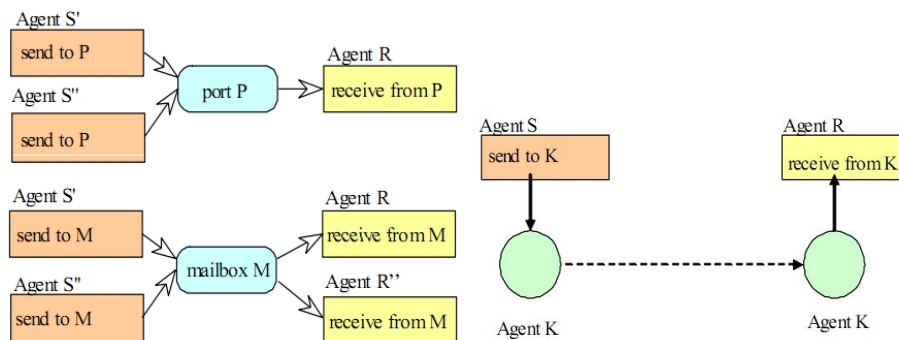 Agent S'
send to P
Agent S"
send to P
port P
Agent R
receive from P
Agent S'
send to M
Agent S"
send to M
mailbox M
Agent R
receive from M
Agent R’’
receive from M
Agent S
send to K
Agent K
Agent R
receive from K
Agent K